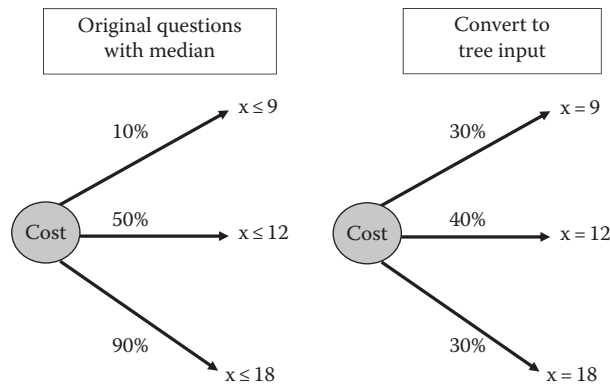 Original questions
with median
Convert to
tree input
10%
x ≤ 9
50%
Cost
x ≤ 12
90%
x ≤ 18
30%
x = 9
40%
Cost
x = 12
30%
x = 18